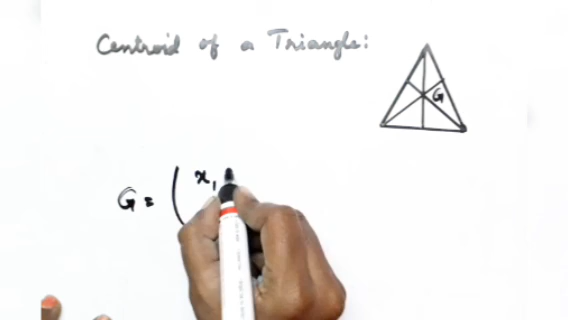 Centroid of a Triangle:
G
G = ( x₁